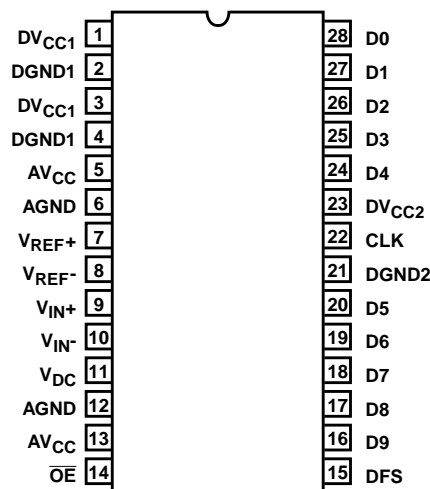 DVCC1 1 28 D0
DGND1 2 27 D1
DVCC1 3 26 D2
DGND1 4 25 D3
AVCC 5 24 D4
AGND 6 23 DVCC2
VREF+ 7 22 CLK
VREF- 8 21 DGND2
VIN+ 9 20 D5
VIN- 10 19 D6
VDC 11 18 D7
AGND 12 17 D8
AVCC 13 16 D9
O̅E̅ 14 15 DFS